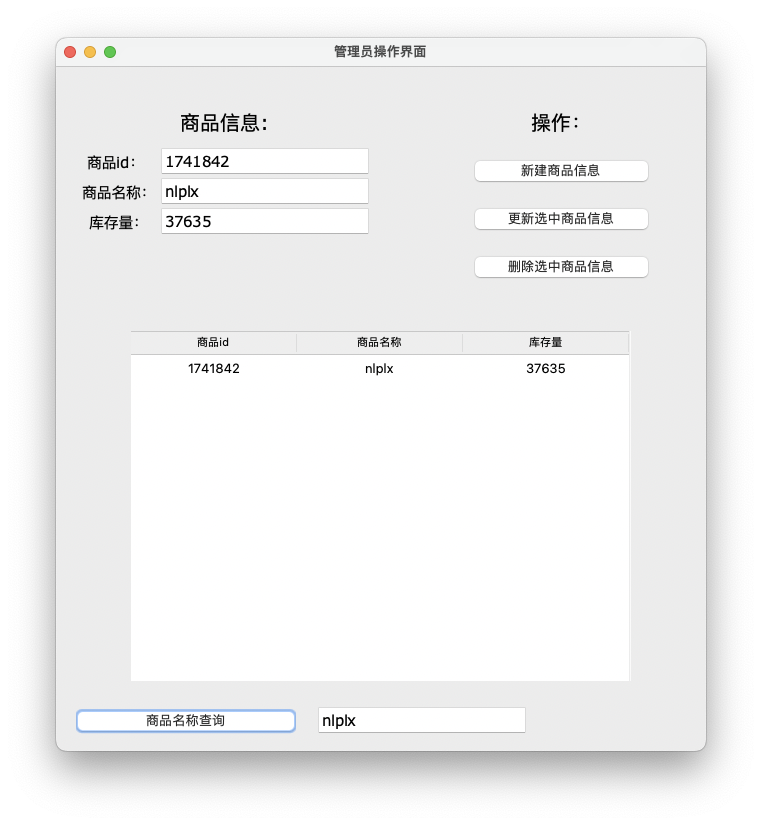 管理员操作界面
商品信息：
操作：
商品id： 1741842
商品名称： nlplx
库存量： 37635
新建商品信息
更新选中商品信息
删除选中商品信息
商品id 商品名称 库存量
1741842 nlplx 37635
商品名称查询 nlplx